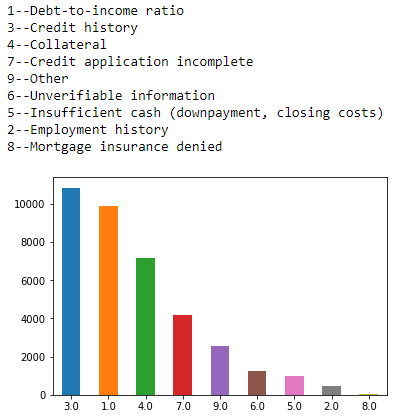 1--Debt-to-income ratio
3--Credit history
4--Collateral
7--Credit application incomplete
9--Other
6--Unverifiable information
5--Insufficient cash (downpayment, closing costs)
2--Employment history
8--Mortgage insurance denied
10000
8000
6000
4000
2000
0
3.0 1.0 4.0 7.0 9.0 6.0 5.0 2.0 8.0